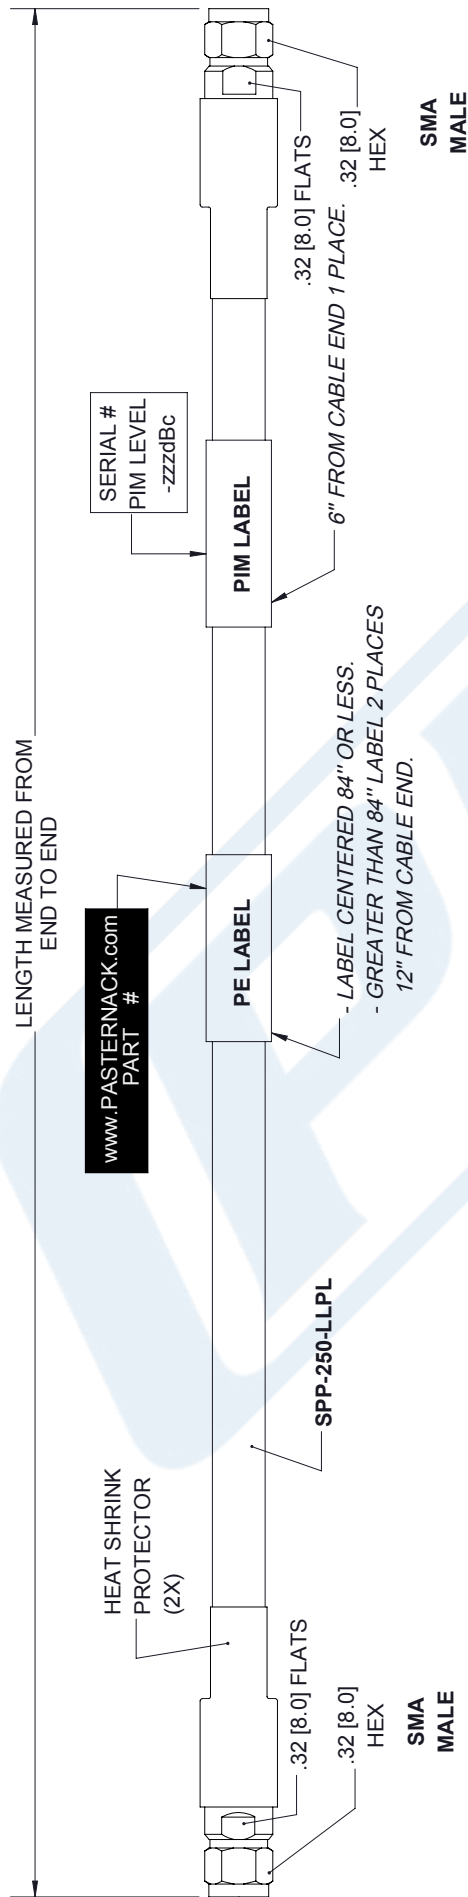 LENGTH MEASURED FROM
END TO END
HEAT SHRINK
PROTECTOR
(2X)
www.PASTERNACK.com
PART #
SERIAL #
PIM LEVEL
-zzzdBc
PE LABEL
PIM LABEL
.32 [8.0] FLATS
.32 [8.0]
HEX
SMA
MALE
SPP-250-LLPL
- LABEL CENTERED 84" OR LESS.
- GREATER THAN 84" LABEL 2 PLACES
12" FROM CABLE END.
6" FROM CABLE END 1 PLACE.
.32 [8.0] FLATS
.32 [8.0]
HEX
SMA
MALE